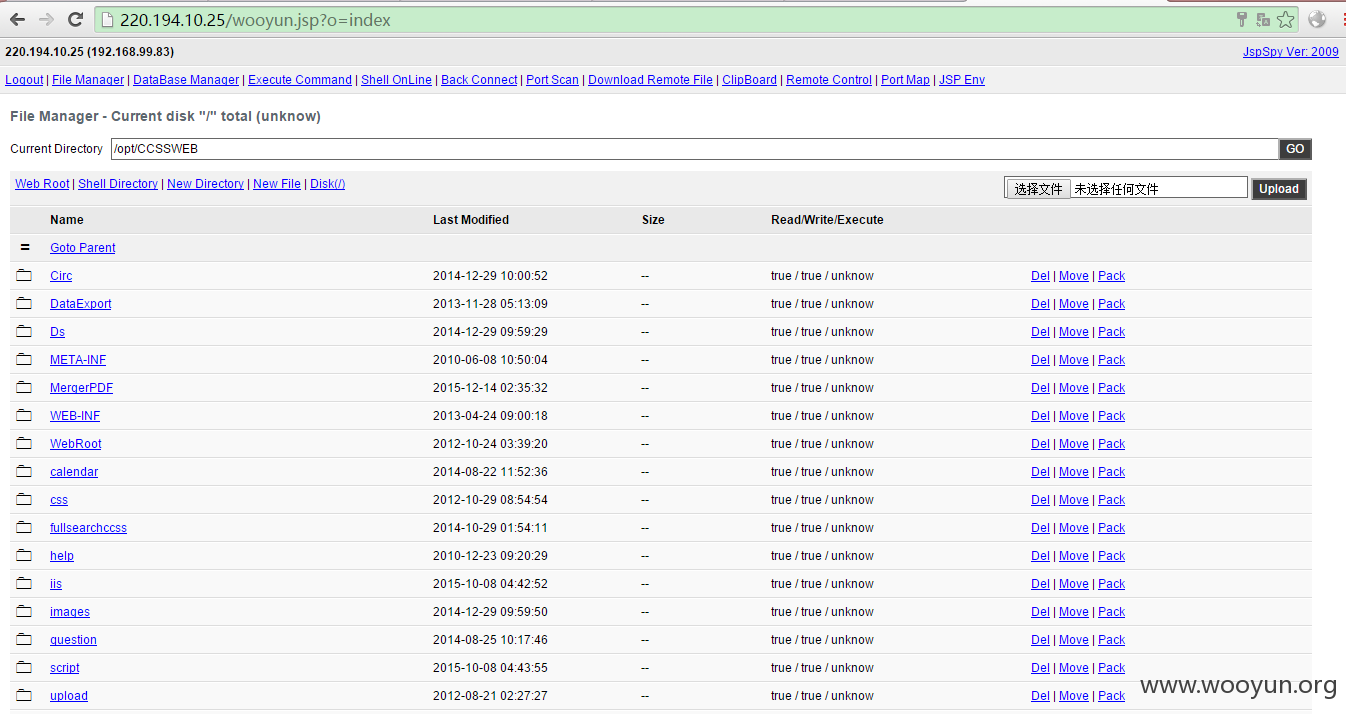 220.194.10.25/wooyun.jsp?o=index
220.194.10.25 (192.168.99.83) JspSpy Ver: 2009
Logout | File Manager | DataBase Manager | Execute Command | Shell OnLine | Back Connect | Port Scan | Download Remote File | ClipBoard | Remote Control | Port Map | JSP Env
File Manager - Current disk "/" total (unknow)
Current Directory /opt/CCSSWEB GO
Web Root | Shell Directory | New Directory | New File | Disk(/) 选择文件 未选择任何文件 Upload
Name Last Modified Size Read/Write/Execute
= Goto Parent
Circ 2014-12-29 10:00:52 -- true / true / unknow Del | Move | Pack
DataExport 2013-11-28 05:13:09 -- true / true / unknow Del | Move | Pack
Ds 2014-12-29 09:59:29 -- true / true / unknow Del | Move | Pack
META-INF 2010-06-08 10:50:04 -- true / true / unknow Del | Move | Pack
MergerPDF 2015-12-14 02:35:32 -- true / true / unknow Del | Move | Pack
WEB-INF 2013-04-24 09:00:18 -- true / true / unknow Del | Move | Pack
WebRoot 2012-10-24 03:39:20 -- true / true / unknow Del | Move | Pack
calendar 2014-08-22 11:52:36 -- true / true / unknow Del | Move | Pack
css 2012-10-29 08:54:54 -- true / true / unknow Del | Move | Pack
fullsearchccss 2014-10-29 01:54:11 -- true / true / unknow Del | Move | Pack
help 2010-12-23 09:20:29 -- true / true / unknow Del | Move | Pack
iis 2015-10-08 04:42:52 -- true / true / unknow Del | Move | Pack
images 2014-12-29 09:59:50 -- true / true / unknow Del | Move | Pack
question 2014-08-25 10:17:46 -- true / true / unknow Del | Move | Pack
script 2015-10-08 04:43:55 -- true / true / unknow Del | Move | Pack
upload 2012-08-21 02:27:27 -- true / true / unknow Del | Move | Pack
www.wooyun.org